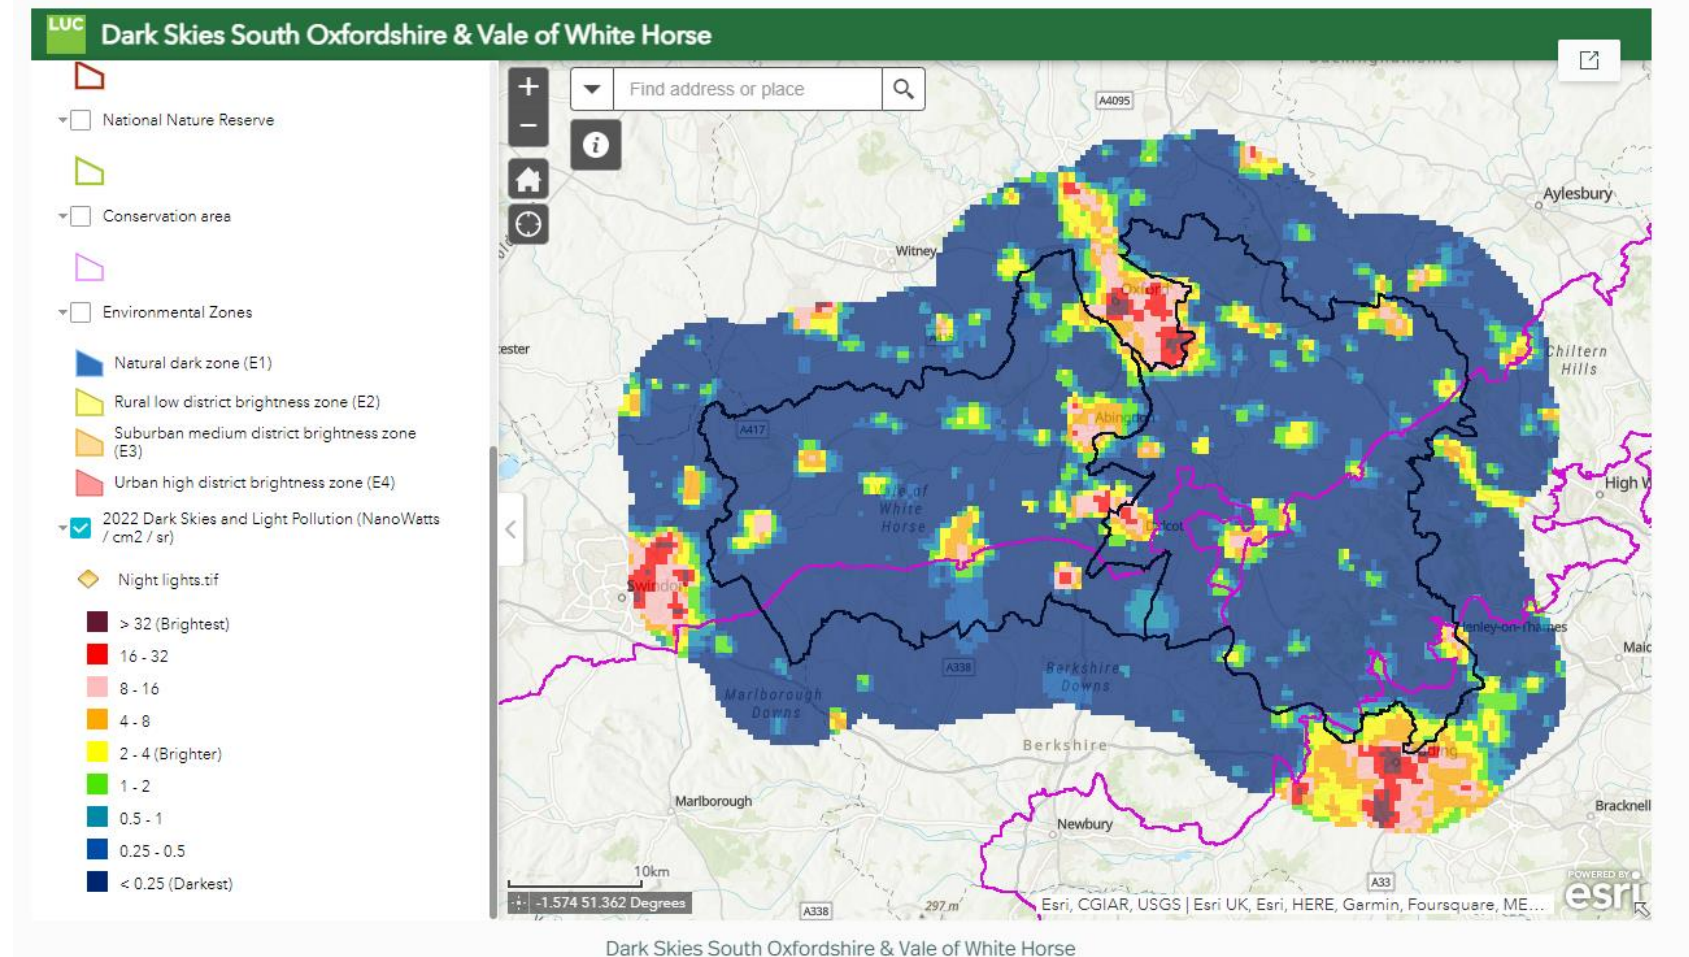 LUC
Dark Skies South Oxfordshire & Vale of White Horse
National Nature Reserve
Conservation area
Environmental Zones
Natural dark zone (E1)
Rural low district brightness zone (E2)
Suburban medium district brightness zone
(E3)
Urban high district brightness zone (E4)
2022 Dark Skies and Light Pollution (NanoWatts
/ cm2 / sr)
Night lights.tif
> 32 (Brightest)
16 - 32
8 - 16
4 - 8
2 - 4 (Brighter)
1 - 2
0.5 - 1
0.25 - 0.5
< 0.25 (Darkest)
+
Find address or place
−
i
A4095
Aylesbury
Witney
Oxford
ester
Chiltern
Hills
Abingdon
A417
High W
Vale of
White
Horse
Didcot
Swindon
Henley-on-Thames
Maid
A338
Berkshire
Downs
Marlborough
Downs
Berkshire
Reading
Marlborough
Newbury
Bracknell
10km
A33
POWERED BY
esri
-1.574 51.362 Degrees
A338
297 m
Esri, CGIAR, USGS | Esri UK, Esri, HERE, Garmin, Foursquare, ME...
Dark Skies South Oxfordshire & Vale of White Horse